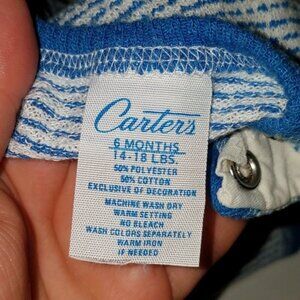 Carter's
6 MONTHS
14-18 LBS.
50% POLYESTER
50% COTTON
EXCLUSIVE OF DECORATION
MACHINE WASH DRY
WARM SETTING
NO BLEACH
WASH COLORS SEPARATELY
WARM IRON
IF NEEDED